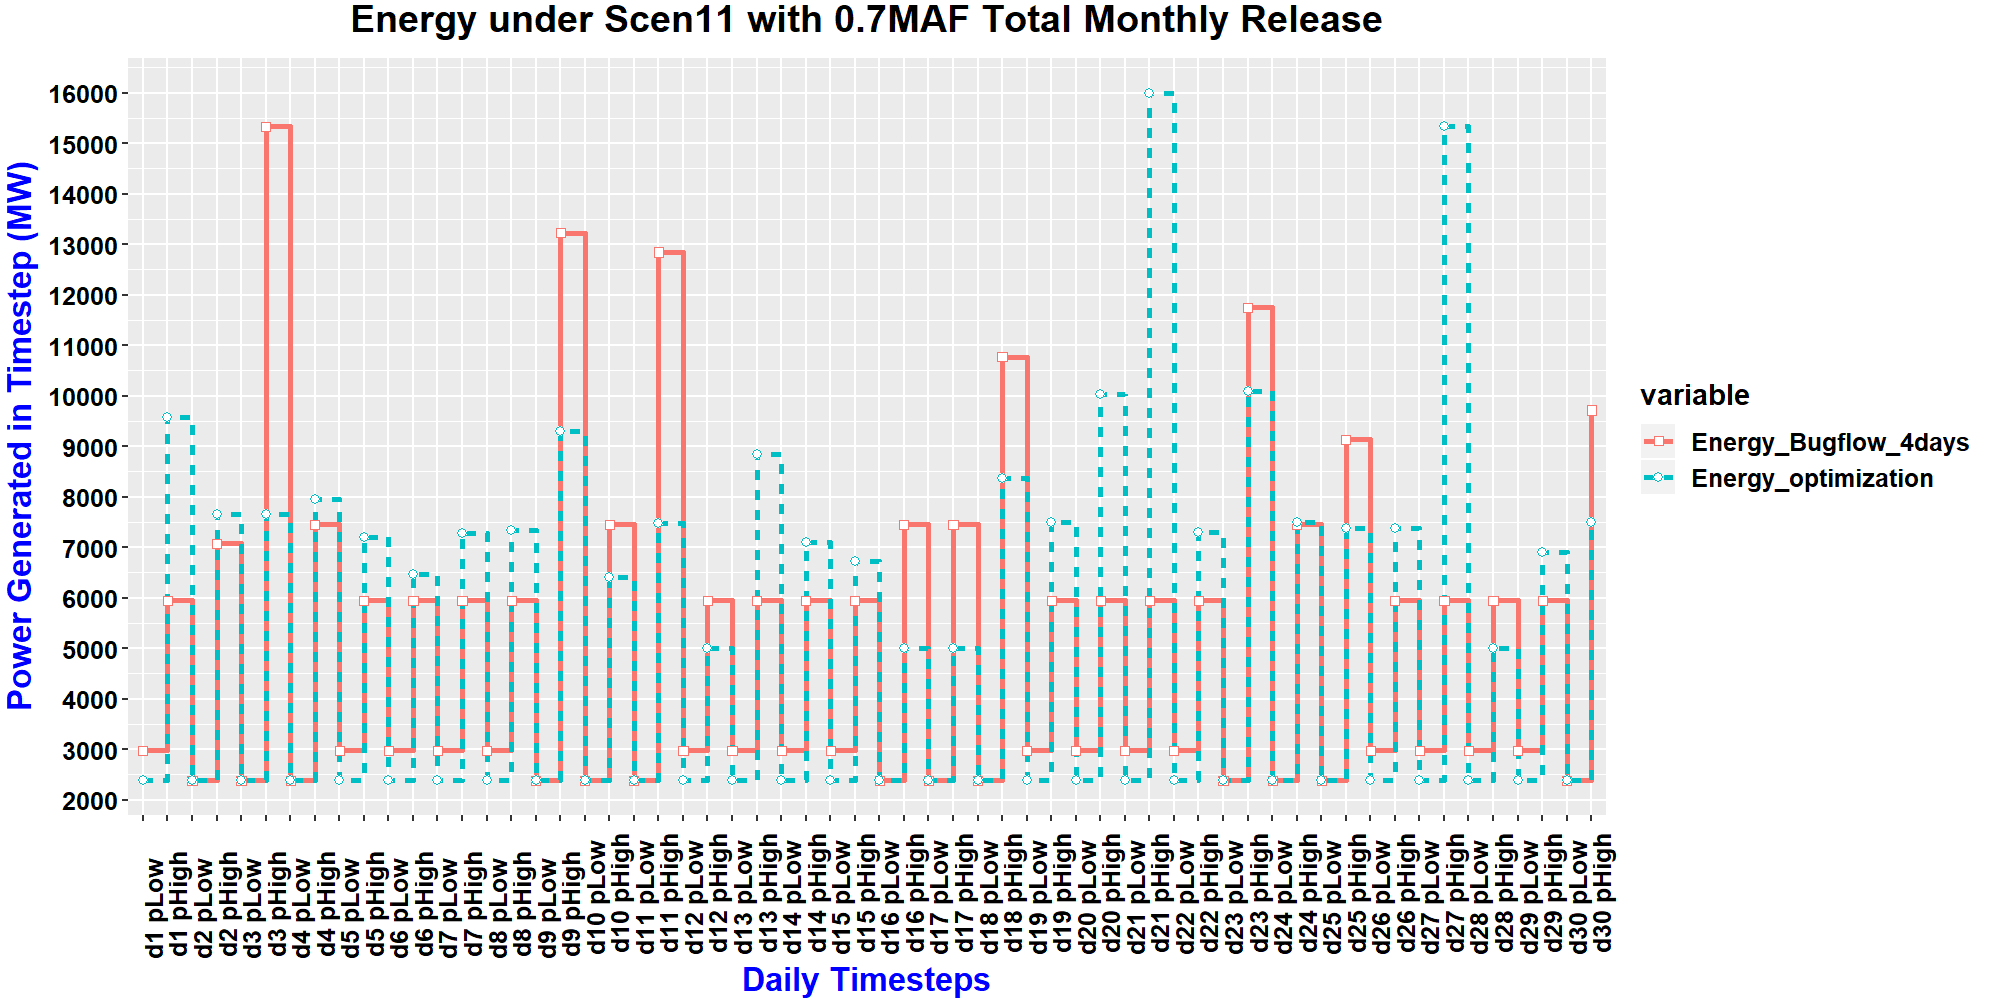 Energy under Scen11 with 0.7MAF Total Monthly Release
Power Generated in Timestep (MW)
16000
15000
14000
13000
12000
11000
10000
9000
8000
7000
6000
5000
4000
3000
2000
d1 pLow
d1 pHigh
d2 pLow
d2 pHigh
d3 pLow
d3 pHigh
d4 pLow
d4 pHigh
d5 pLow
d5 pHigh
d6 pLow
d6 pHigh
d7 pLow
d7 pHigh
d8 pLow
d8 pHigh
d9 pLow
d9 pHigh
d10 pLow
d10 pHigh
d11 pLow
d11 pHigh
d12 pLow
d12 pHigh
d13 pLow
d13 pHigh
d14 pLow
d14 pHigh
d15 pLow
d15 pHigh
d16 pLow
d16 pHigh
d17 pLow
d17 pHigh
d18 pLow
d18 pHigh
d19 pLow
d19 pHigh
d20 pLow
d20 pHigh
d21 pLow
d21 pHigh
d22 pLow
d22 pHigh
d23 pLow
d23 pHigh
d24 pLow
d24 pHigh
d25 pLow
d25 pHigh
d26 pLow
d26 pHigh
d27 pLow
d27 pHigh
d28 pLow
d28 pHigh
d29 pLow
d29 pHigh
d30 pLow
d30 pHigh
Daily Timesteps
variable
Energy_Bugflow_4days
Energy_optimization